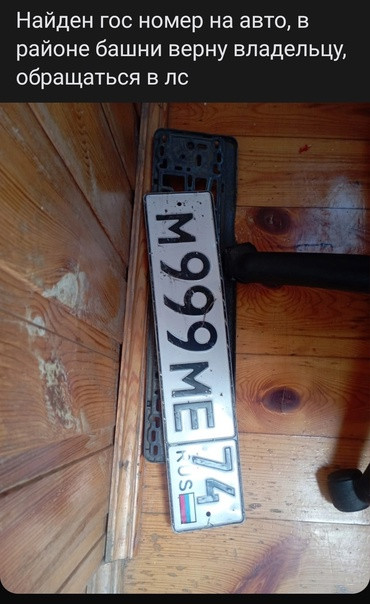 Найден гос номер на авто, в
районе башни верну владельцу,
обращаться в лс
М999МЕ 74
RUS